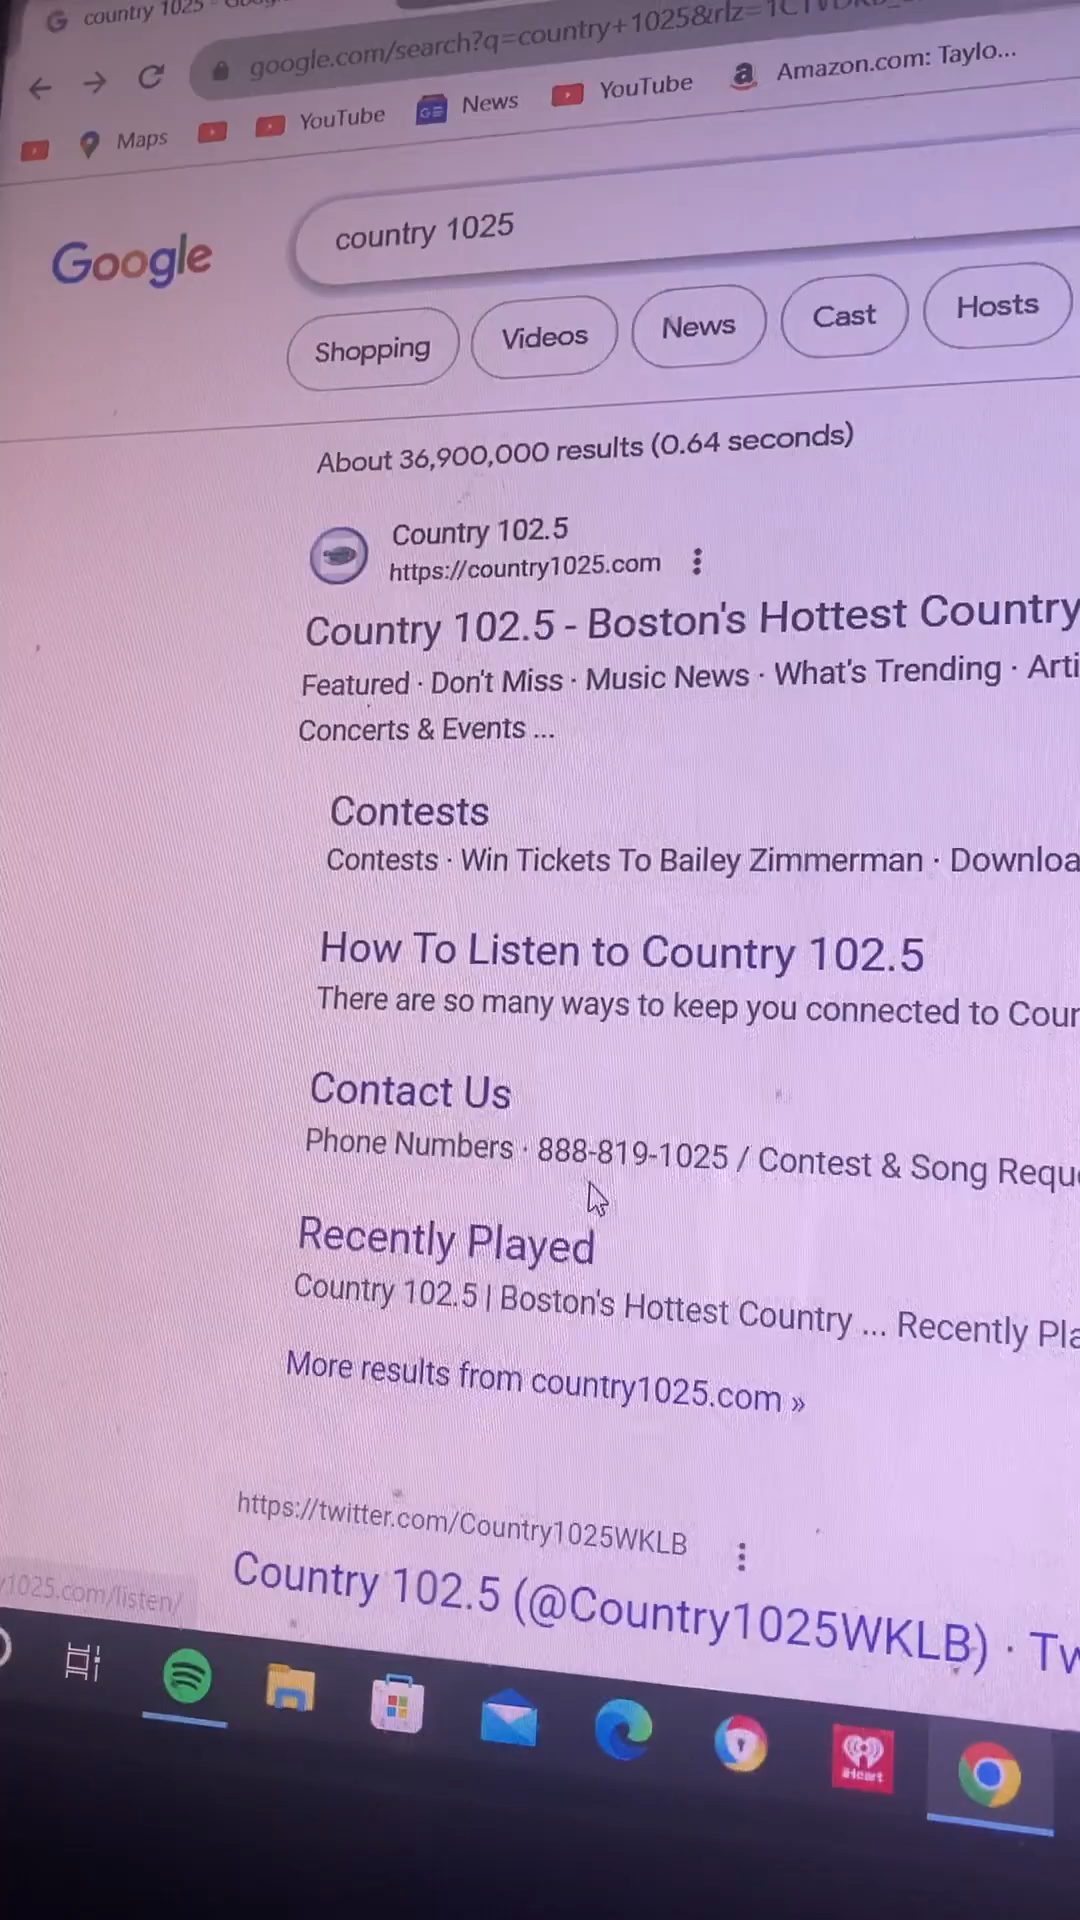 country 1025 -
google.com/search?q=country+1025&rlz=
Maps
YouTube
News
YouTube
Amazon.com: Taylo...
Google
country 1025
Shopping
Videos
News
Cast
Hosts
About 36,900,000 results (0.64 seconds)
Country 102.5
https://country1025.com
Country 102.5 - Boston's Hottest Country
Featured · Don't Miss · Music News · What's Trending · Arti
Concerts & Events ...
Contests
Contests · Win Tickets To Bailey Zimmerman · Downloa
How To Listen to Country 102.5
There are so many ways to keep you connected to Coun
Contact Us
Phone Numbers · 888-819-1025 / Contest & Song Reque
Recently Played
Country 102.5 | Boston's Hottest Country ... Recently Pla
More results from country1025.com »
https://twitter.com/Country1025WKLB
Country 102.5 (@Country1025WKLB) · Tw
y1025.com/listen/
iHeart